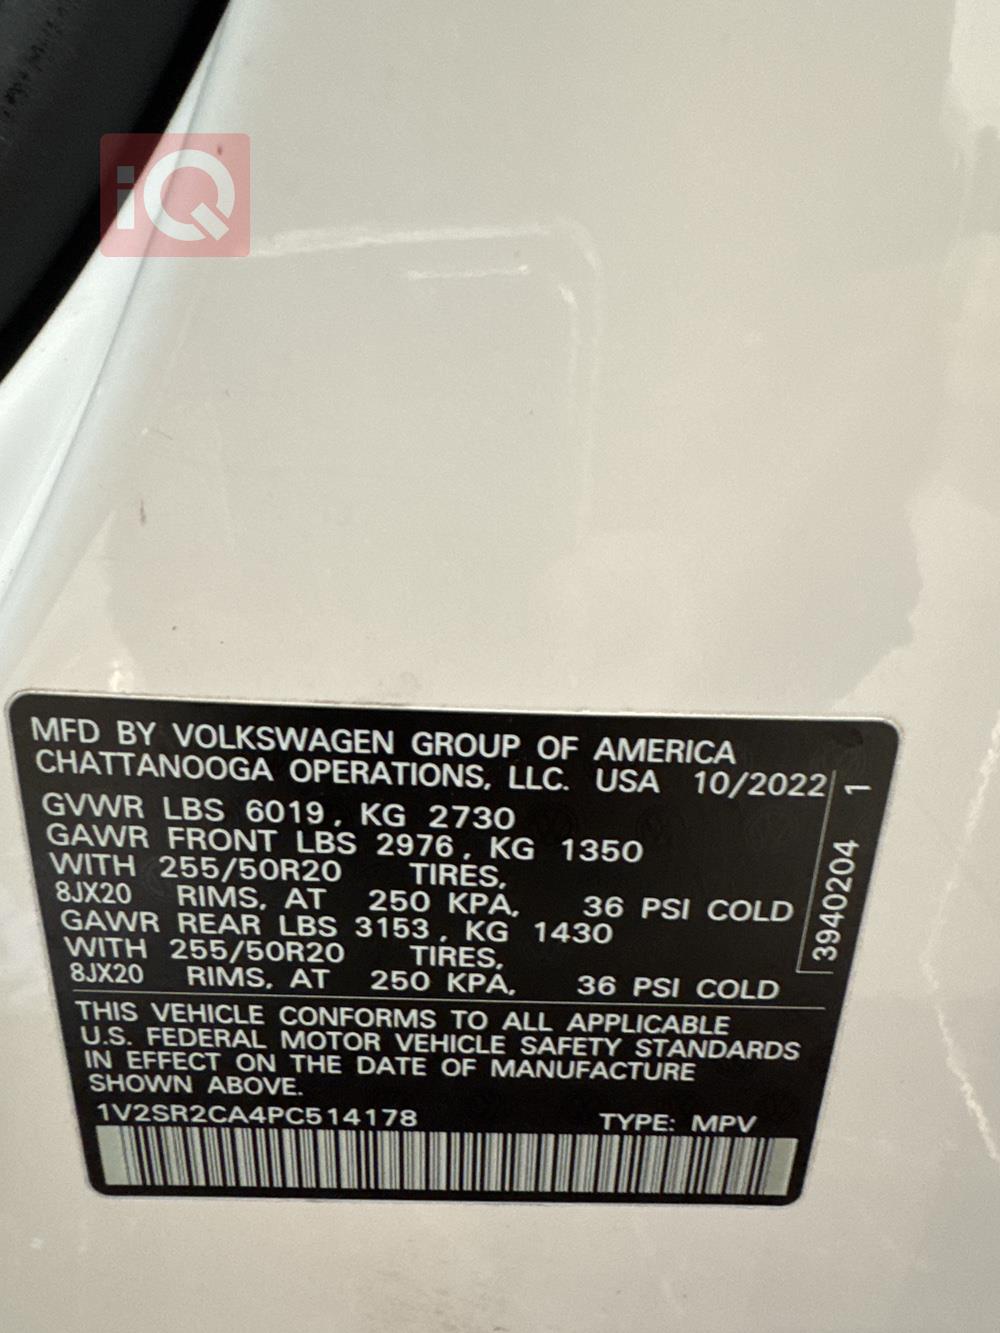 iQ
MFD BY VOLKSWAGEN GROUP OF AMERICA
CHATTANOOGA OPERATIONS, LLC. USA 10/2022
GVWR LBS 6019, KG 2730
GAWR FRONT LBS 2976, KG 1350
WITH 255/50R20 TIRES,
8JX20 RIMS, AT 250 KPA, 36 PSI COLD
GAWR REAR LBS 3153, KG 1430
WITH 255/50R20 TIRES,
8JX20 RIMS, AT 250 KPA, 36 PSI COLD
3940204 1
THIS VEHICLE CONFORMS TO ALL APPLICABLE
U.S. FEDERAL MOTOR VEHICLE SAFETY STANDARDS
IN EFFECT ON THE DATE OF MANUFACTURE
SHOWN ABOVE.
1V2SR2CA4PC514178 TYPE: MPV